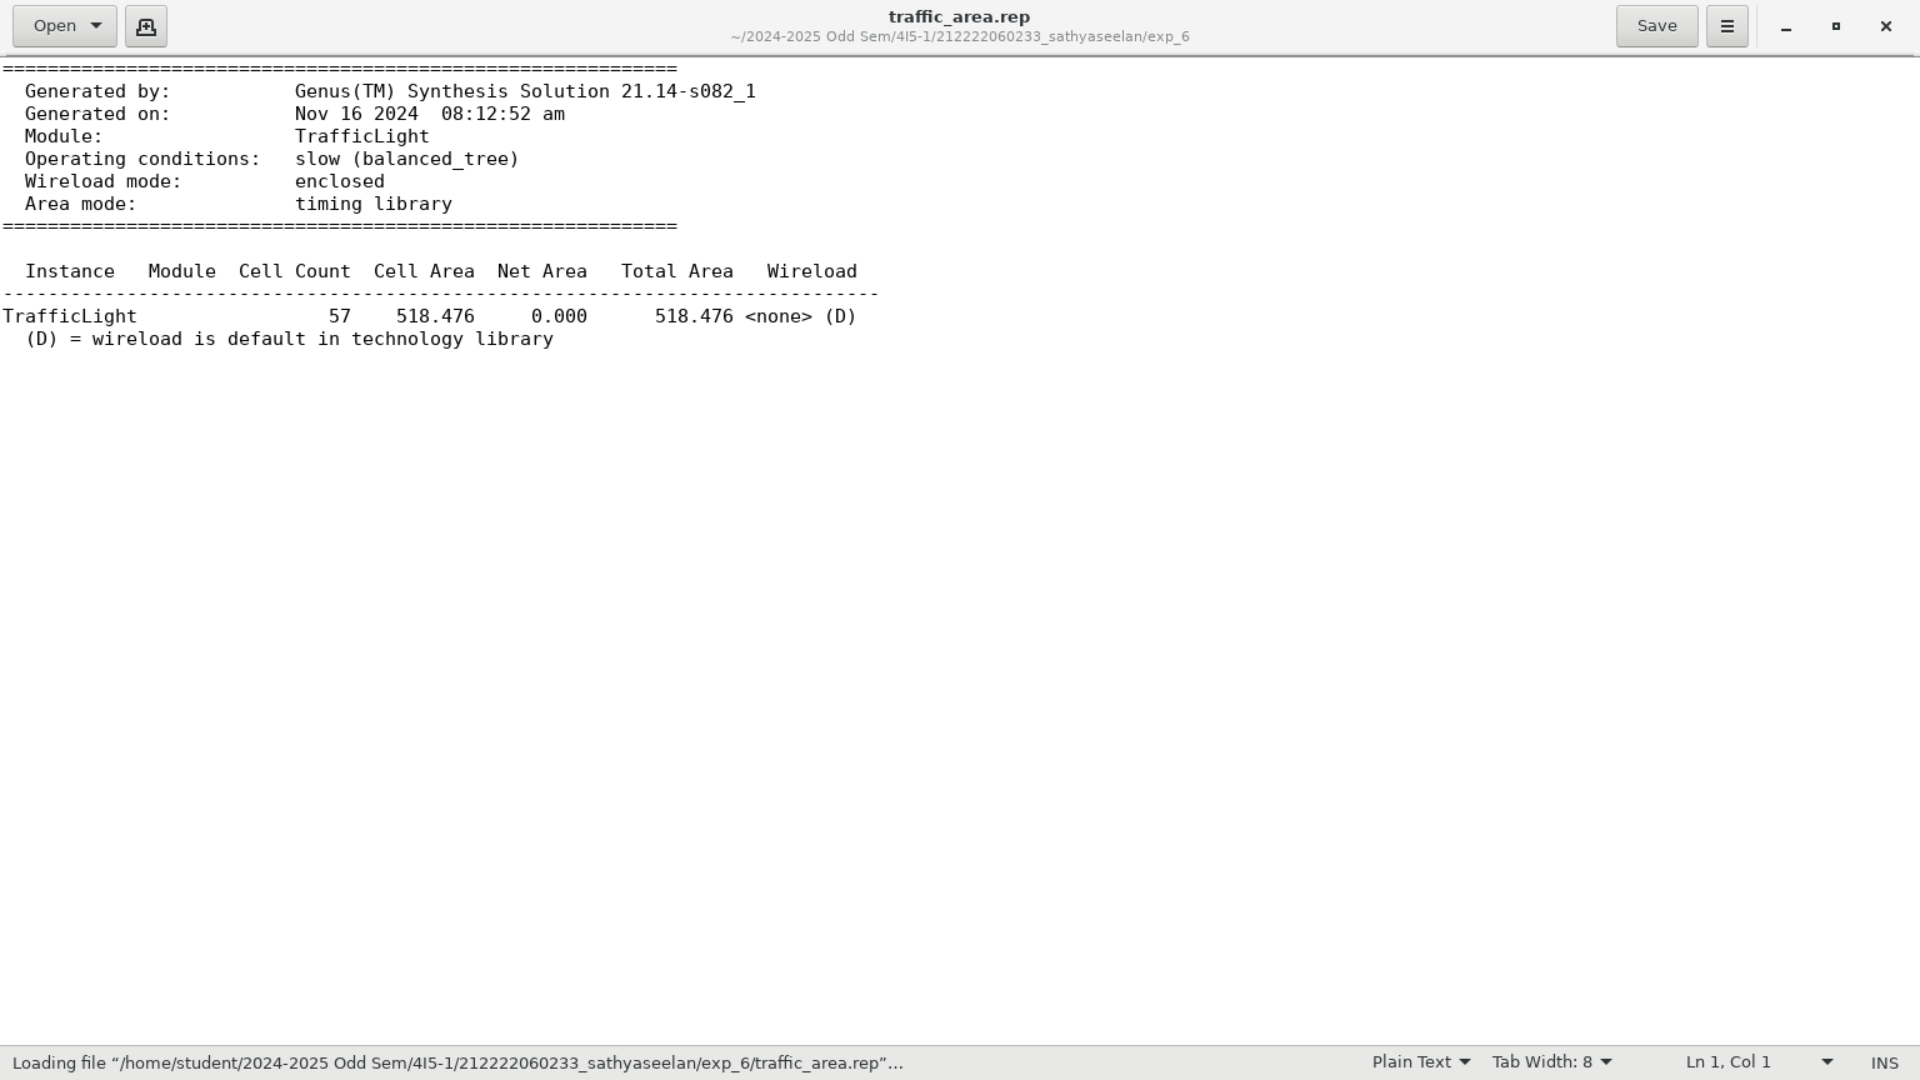 Open
traffic_area.rep
~/2024-2025 Odd Sem/4I5-1/212222060233_sathyaseelan/exp_6
Save
============================================================
  Generated by:           Genus(TM) Synthesis Solution 21.14-s082_1
  Generated on:           Nov 16 2024  08:12:52 am
  Module:                 TrafficLight
  Operating conditions:   slow (balanced_tree)
  Wireload mode:          enclosed
  Area mode:              timing library
============================================================

  Instance   Module  Cell Count  Cell Area  Net Area   Total Area   Wireload
------------------------------------------------------------------------------
TrafficLight                 57    518.476     0.000      518.476 <none> (D)
  (D) = wireload is default in technology library
Loading file “/home/student/2024-2025 Odd Sem/4I5-1/212222060233_sathyaseelan/exp_6/traffic_area.rep”…
Plain Text
Tab Width: 8
Ln 1, Col 1
INS